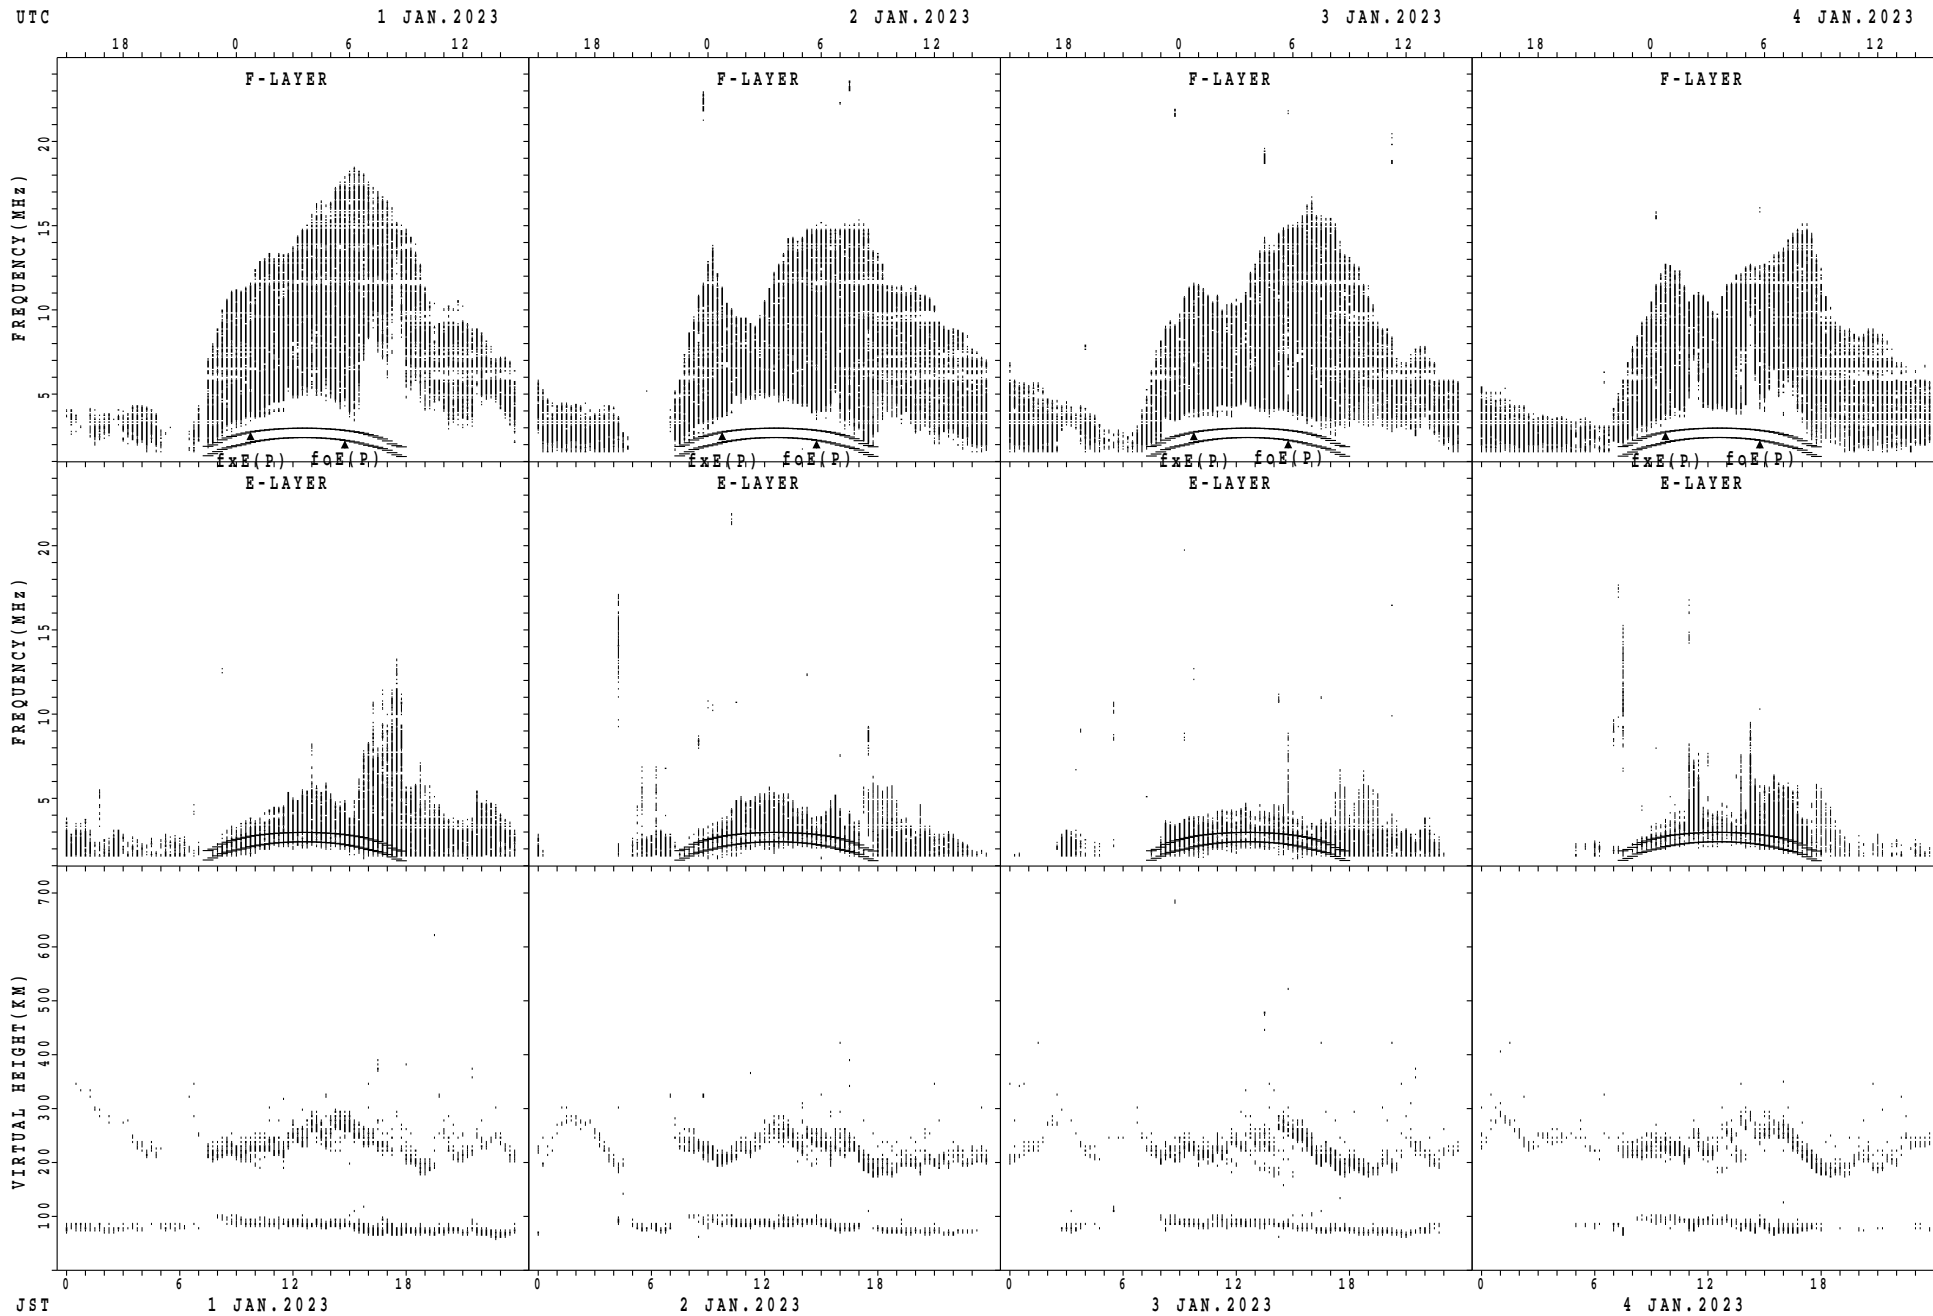 UTC 1 JAN.2023 2 JAN.2023 3 JAN.2023 4 JAN.2023
18 0 6 12 18 0 6 12 18 0 6 12 18 0 6 12
F-LAYER F-LAYER F-LAYER F-LAYER
FREQUENCY(MHz)
20
15
10
5
fxE(P) foE(P) fxE(P) foE(P) fxE(P) foE(P) fxE(P) foE(P)
E-LAYER E-LAYER E-LAYER E-LAYER
FREQUENCY(MHz)
20
15
10
5
VIRTUAL HEIGHT(KM)
700
600
500
400
300
200
100
0 6 12 18 0 6 12 18 0 6 12 18 0 6 12 18
JST 1 JAN.2023 2 JAN.2023 3 JAN.2023 4 JAN.2023